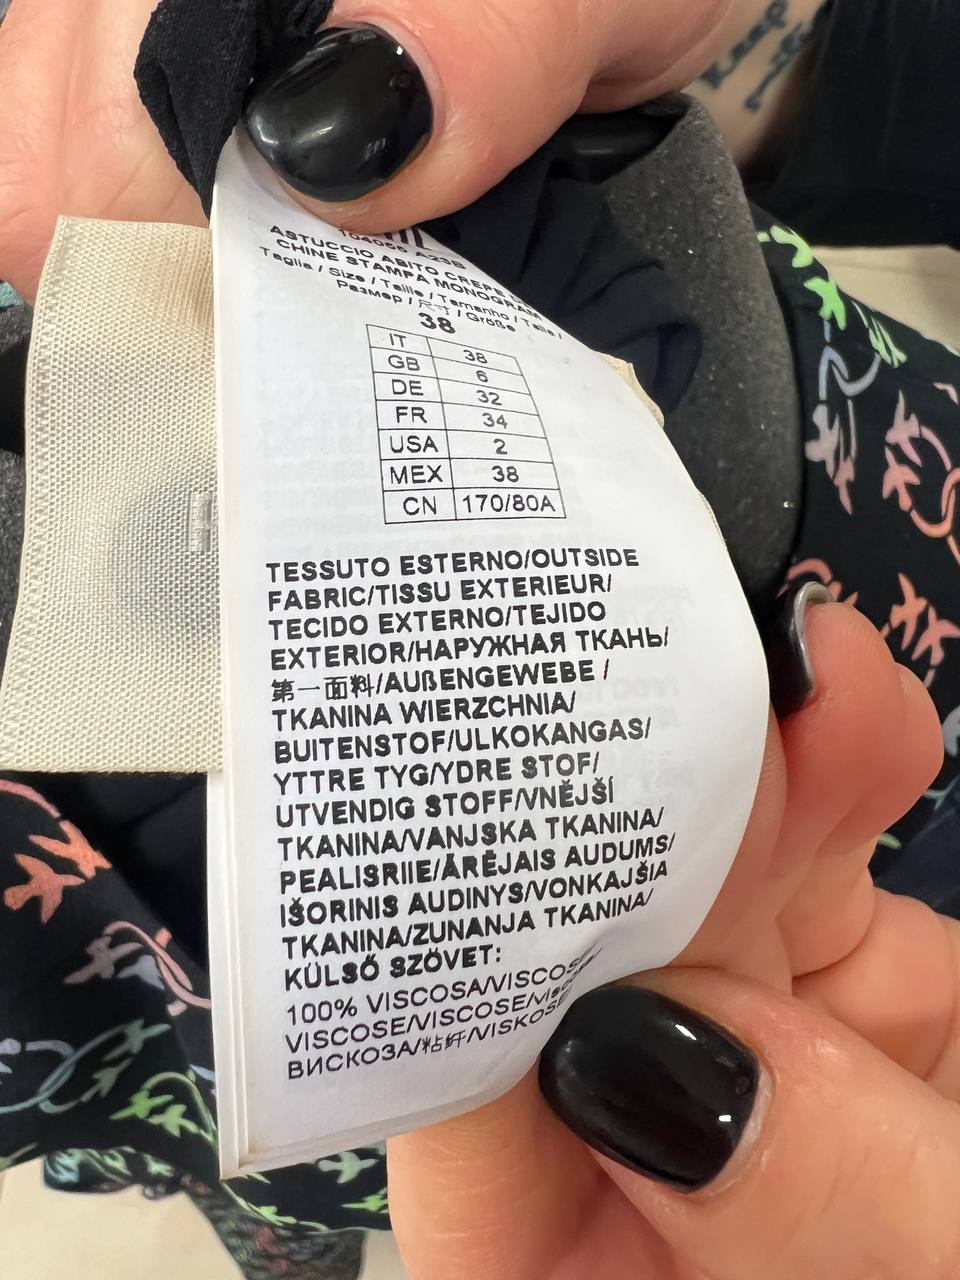 104066 A23B
ASTUCCIO ABITO CREPE
CHINE STAMPA MONOGRAM
Taglia / Size / Taille / Tamanho / Talla /
Размер / 尺寸 / Größe
38
IT 38
GB 6
DE 32
FR 34
USA 2
MEX 38
CN 170/80A
TESSUTO ESTERNO/OUTSIDE
FABRIC/TISSU EXTERIEUR/
TECIDO EXTERNO/TEJIDO
EXTERIOR/НАРУЖНАЯ ТКАНЬ/
第一面料/AUßENGEWEBE /
TKANINA WIERZCHNIA/
BUITENSTOF/ULKOKANGAS/
YTTRE TYG/YDRE STOF/
UTVENDIG STOFF/VNĚJŠÍ
TKANINA/VANJSKA TKANINA/
PEALISRIIE/ĀRĒJAIS AUDUMS/
IŠORINIS AUDINYS/VONKAJŠIA
TKANINA/ZUNANJA TKANINA/
KÜLSŐ SZÖVET:
100% VISCOSA/VISCOSE/
VISCOSE/VISCOSE/viscosa/
ВИСКОЗА/粘纤/VISKOSE/